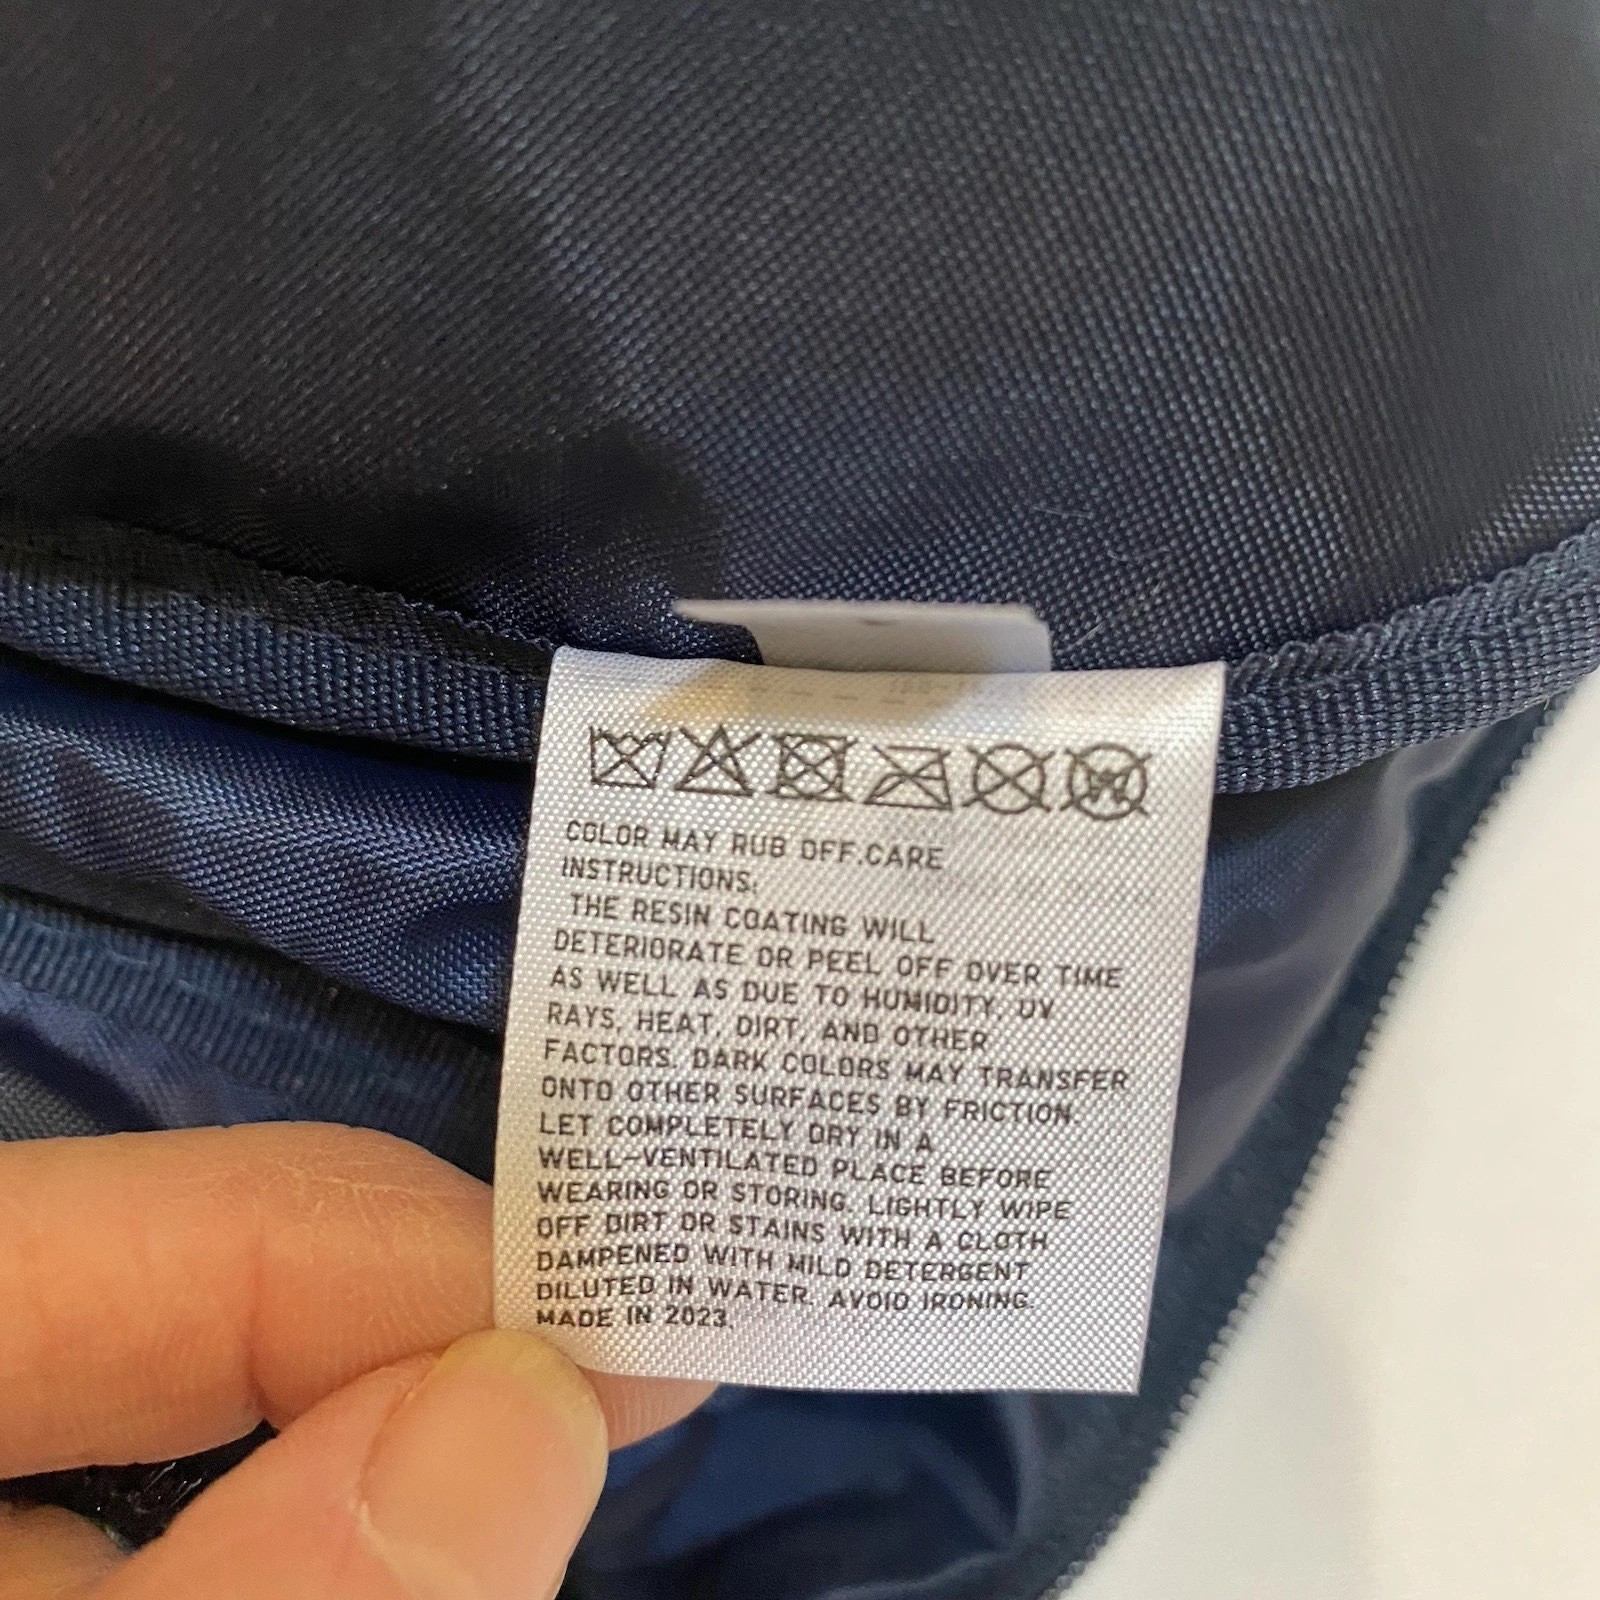 COLOR MAY RUB OFF.CARE
INSTRUCTIONS:
THE RESIN COATING WILL
DETERIORATE OR PEEL OFF OVER TIME
AS WELL AS DUE TO HUMIDITY, UV
RAYS, HEAT, DIRT, AND OTHER
FACTORS. DARK COLORS MAY TRANSFER
ONTO OTHER SURFACES BY FRICTION.
LET COMPLETELY DRY IN A
WELL-VENTILATED PLACE BEFORE
WEARING OR STORING. LIGHTLY WIPE
OFF DIRT OR STAINS WITH A CLOTH
DAMPENED WITH MILD DETERGENT
DILUTED IN WATER. AVOID IRONING.
MADE IN 2023.